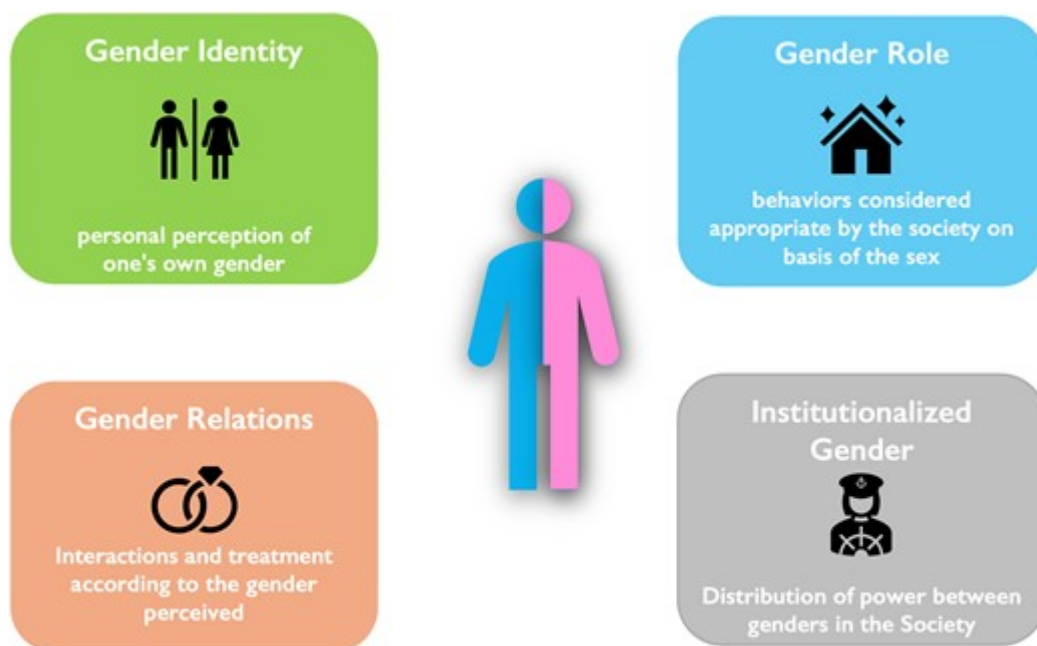 Gender Identity
personal perception of
one's own gender
Gender Role
behaviors considered
appropriate by the society on
basis of the sex
Gender Relations
Interactions and treatment
according to the gender
perceived
Institutionalized
Gender
Distribution of power between
genders in the Society